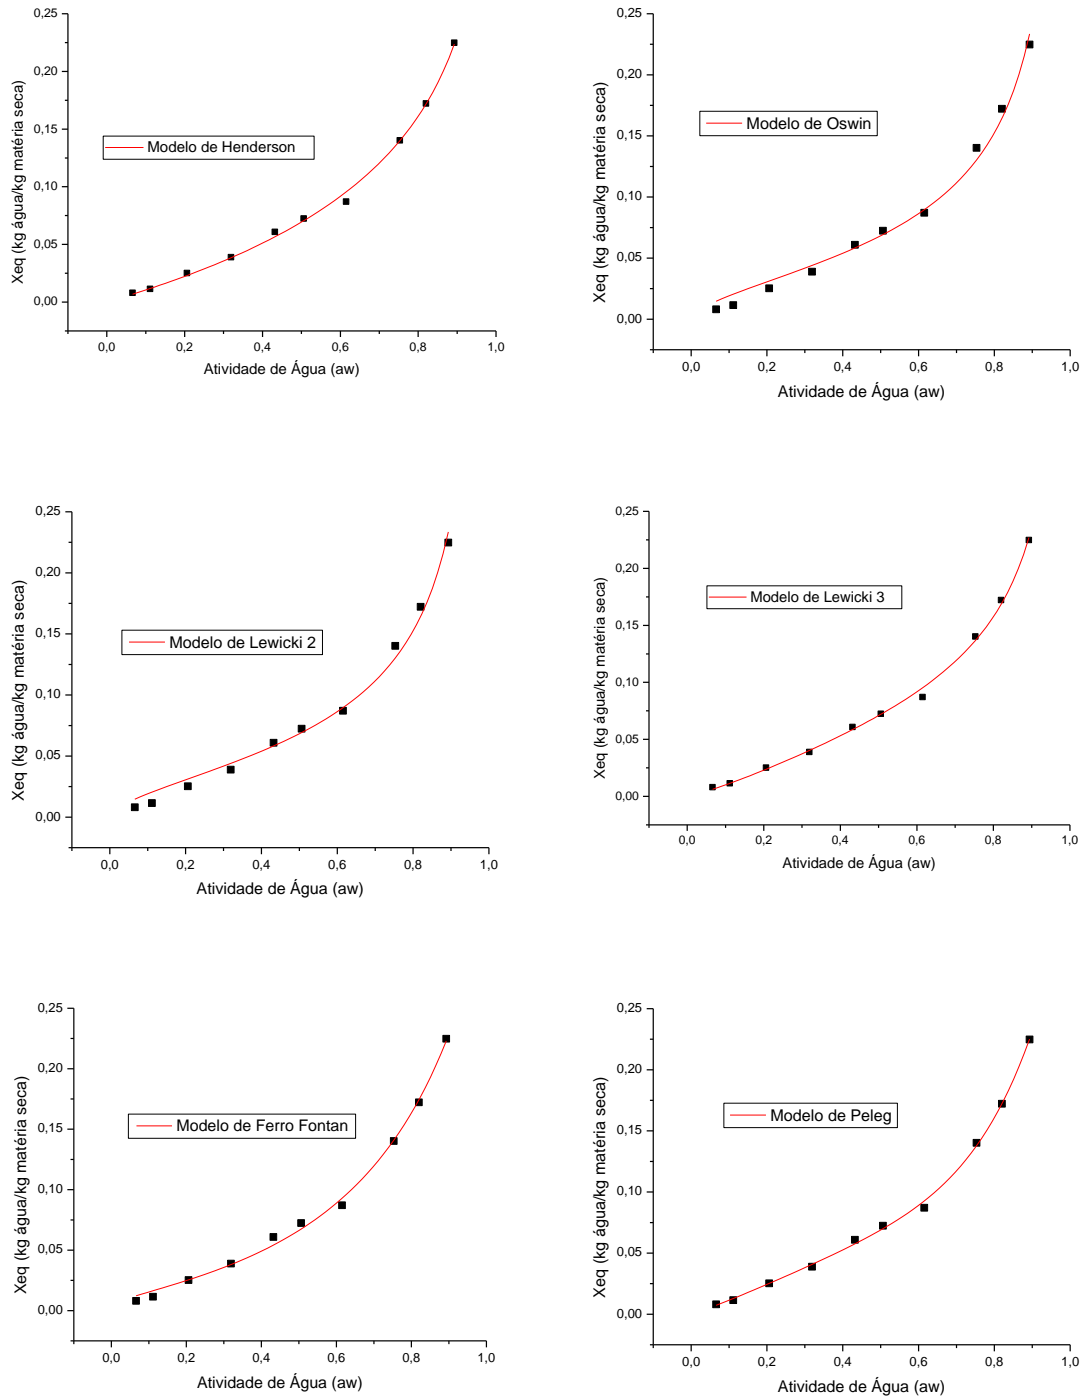 0,25
0,20
0,15
0,10
0,05
0,00
Xeq (kg água/kg matéria seca)
Modelo de Henderson
0,0 0,2 0,4 0,6 0,8 1,0
Atividade de Água (aw)
0,25
0,20
0,15
0,10
0,05
0,00
Xeq (kg água/kg matéria seca)
Modelo de Oswin
0,0 0,2 0,4 0,6 0,8 1,0
Atividade de Água (aw)
0,25
0,20
0,15
0,10
0,05
0,00
Xeq (kg água/kg matéria seca)
Modelo de Lewicki 2
0,0 0,2 0,4 0,6 0,8 1,0
Atividade de Água (aw)
0,25
0,20
0,15
0,10
0,05
0,00
Xeq (kg água/kg matéria seca)
Modelo de Lewicki 3
0,0 0,2 0,4 0,6 0,8 1,0
Atividade de Água (aw)
0,25
0,20
0,15
0,10
0,05
0,00
Xeq (kg água/kg matéria seca)
Modelo de Ferro Fontan
0,0 0,2 0,4 0,6 0,8 1,0
Atividade de Água (aw)
0,25
0,20
0,15
0,10
0,05
0,00
Xeq (kg água/kg matéria seca)
Modelo de Peleg
0,0 0,2 0,4 0,6 0,8 1,0
Atividade de Água (aw)